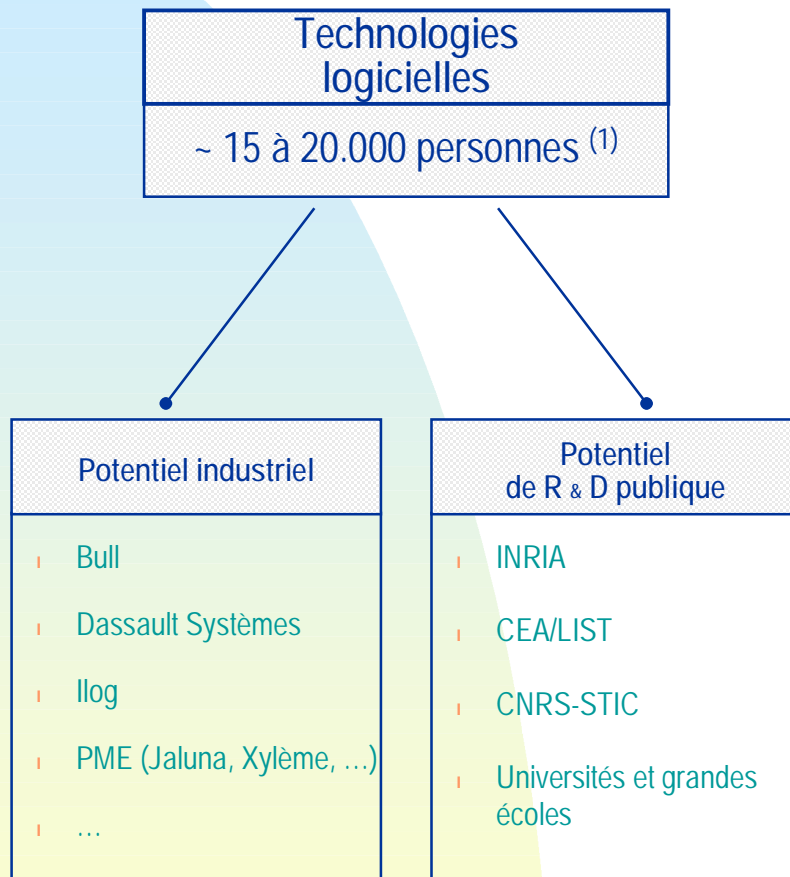 Technologies
logicielles
~ 15 à 20.000 personnes (1)
Potentiel industriel
Bull
Dassault Systèmes
Ilog
PME (Jaluna, Xylème, …)
…
Potentiel
de R & D publique
INRIA
CEA/LIST
CNRS-STIC
Universités et grandes
écoles